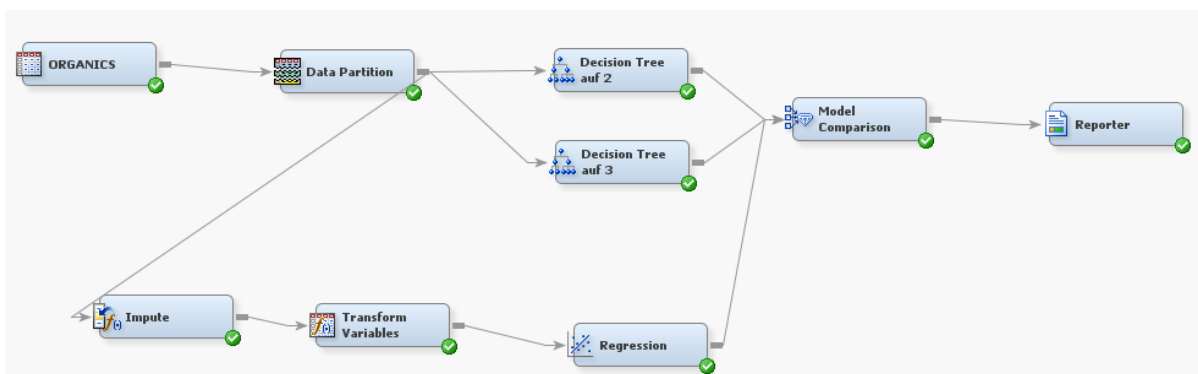 ORGANICS
Data Partition
Decision Tree
auf 2
Decision Tree
auf 3
Model
Comparison
Reporter
Impute
Transform
Variables
Regression